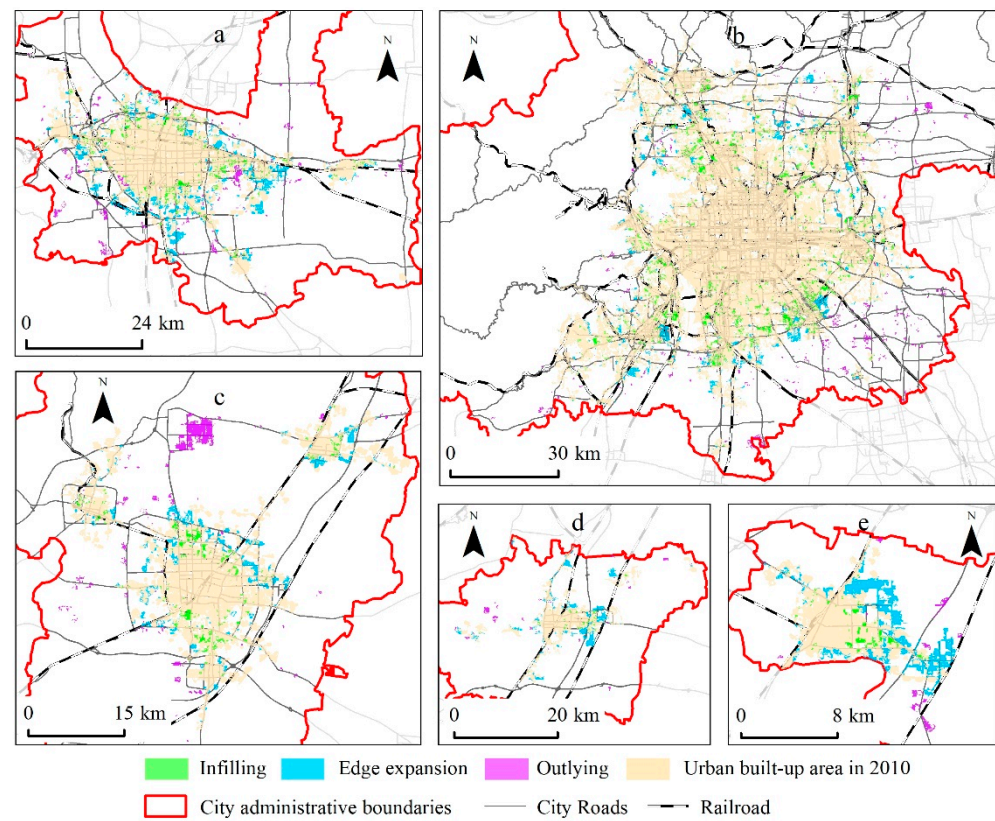 a
N
0 24 km
b
N
0 30 km
c
N
0 15 km
d
N
0 20 km
e
N
0 8 km
Infilling Edge expansion Outlying Urban built-up area in 2010
City administrative boundaries City Roads Railroad